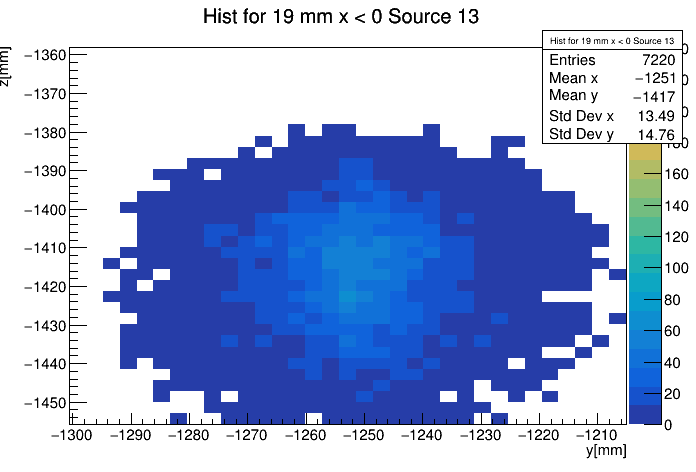 Hist for 19 mm x < 0 Source 13
Hist for 19 mm x < 0 Source 13
Entries 7220
Mean x −1251
Mean y −1417
Std Dev x 13.49
Std Dev y 14.76
z[mm]
−1360
−1370
−1380
−1390
−1400
−1410
−1420
−1430
−1440
−1450
−1300 −1290 −1280 −1270 −1260 −1250 −1240 −1230 −1220 −1210
y[mm]
180
160
140
120
100
80
60
40
20
0